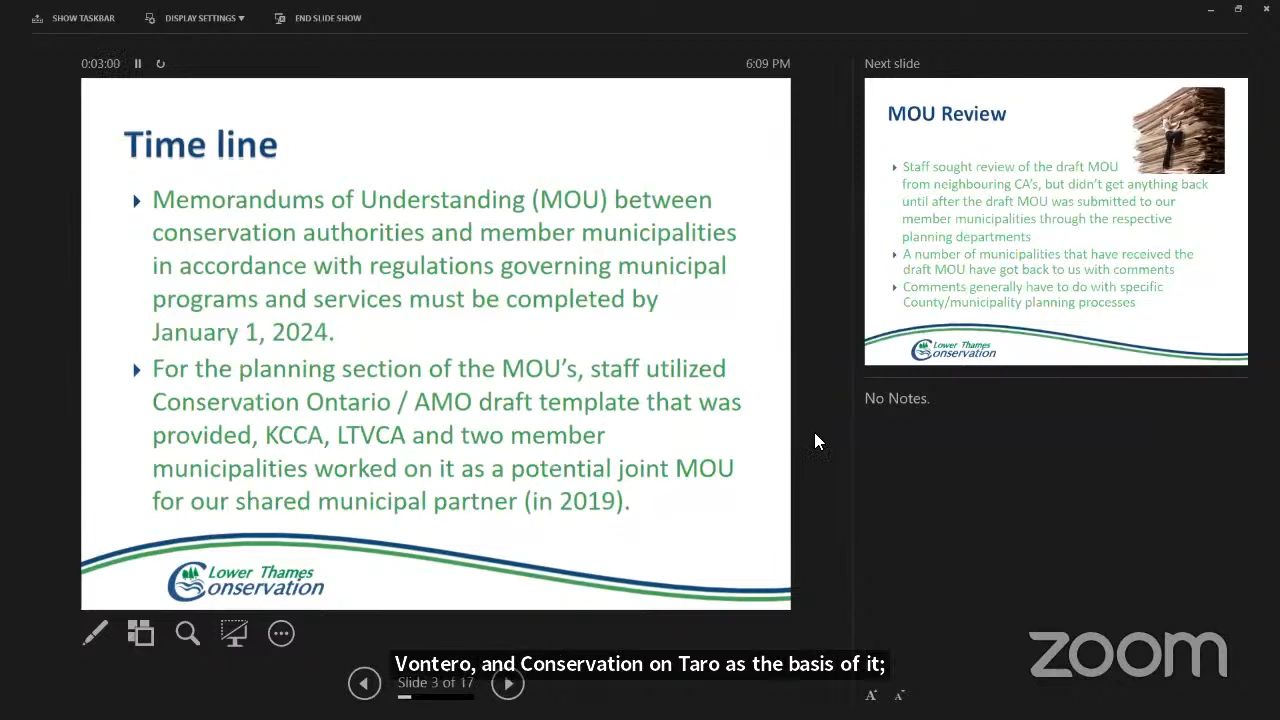 SHOW TASKBAR
DISPLAY SETTINGS ▼
END SLIDE SHOW
0:03:00
6:09 PM
Time line
Memorandums of Understanding (MOU) between
conservation authorities and member municipalities
in accordance with regulations governing municipal
programs and services must be completed by
January 1, 2024.
For the planning section of the MOU's, staff utilized
Conservation Ontario / AMO draft template that was
provided, KCCA, LTVCA and two member
municipalities worked on it as a potential joint MOU
for our shared municipal partner (in 2019).
Lower Thames
Conservation
Next slide
MOU Review
Staff sought review of the draft MOU
from neighbouring CA's, but didn't get anything back
until after the draft MOU was submitted to our
member municipalities through the respective
planning departments
A number of municipalities that have received the
draft MOU have got back to us with comments
Comments generally have to do with specific
County/municipality planning processes
Lower Thames
Conservation
No Notes.
Vontero, and Conservation on Taro as the basis of it;
Slide 3 of 17
A A
zoom